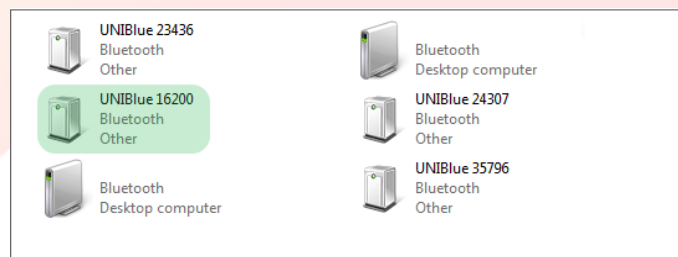 UNIBlue 23436
Bluetooth
Other
Bluetooth
Desktop computer
UNIBlue 16200
Bluetooth
Other
UNIBlue 24307
Bluetooth
Other
Bluetooth
Desktop computer
UNIBlue 35796
Bluetooth
Other